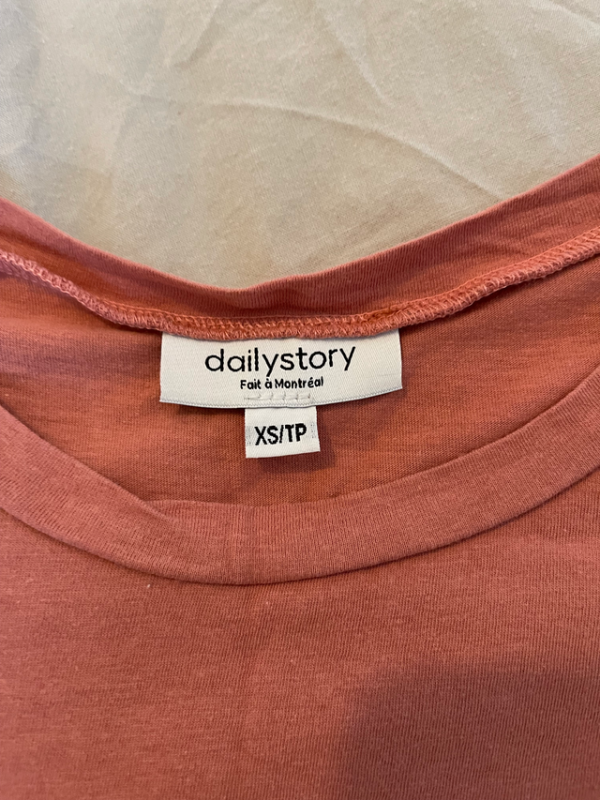 dailystory
Fait à Montréal
XS/TP